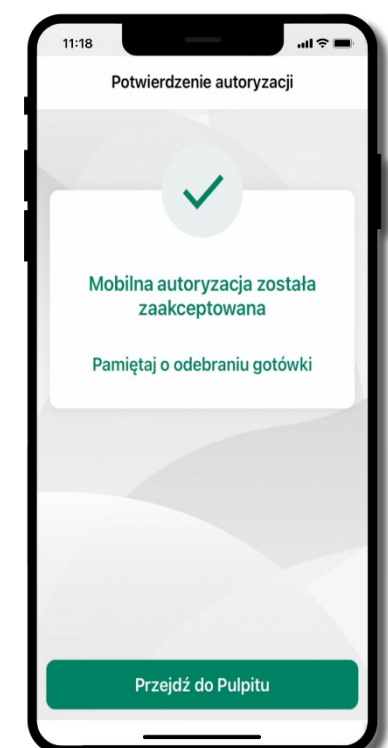 11:18
Potwierdzenie autoryzacji
Mobilna autoryzacja została
zaakceptowana
Pamiętaj o odebraniu gotówki
Przejdź do Pulpitu